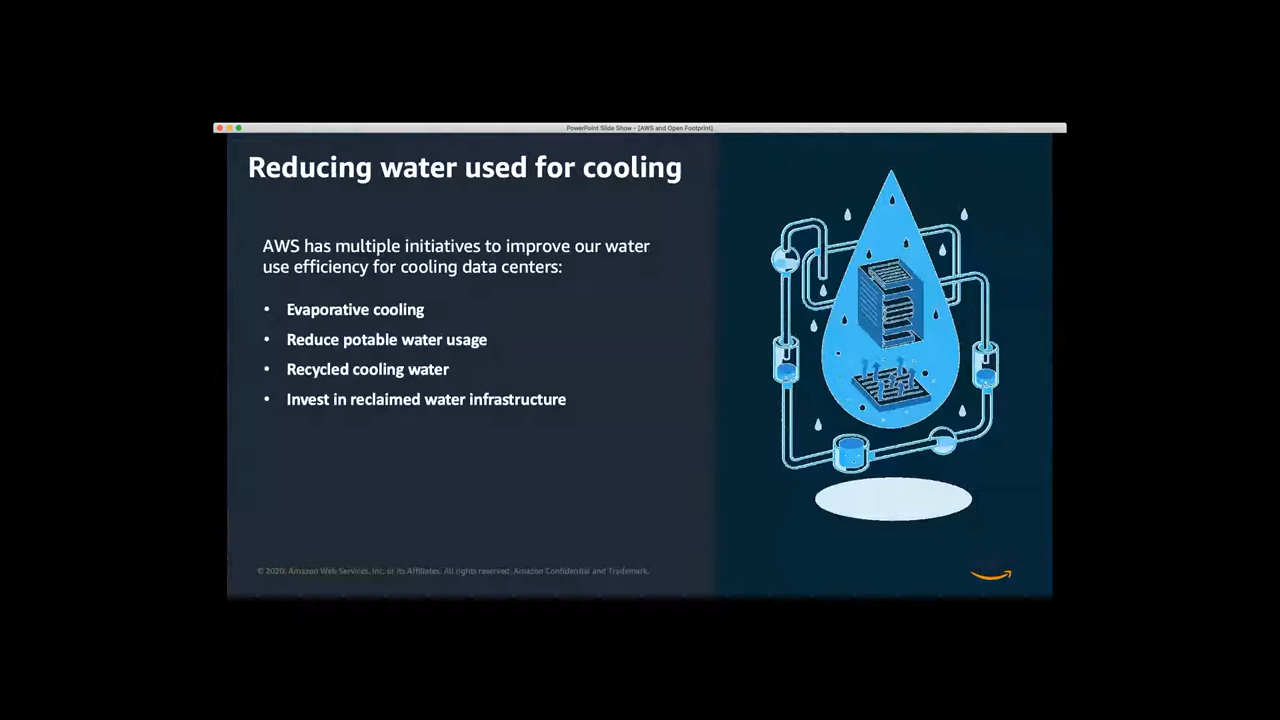 PowerPoint Slide Show - [AWS and Open Footprint]
Reducing water used for cooling
AWS has multiple initiatives to improve our water
use efficiency for cooling data centers:
• Evaporative cooling
• Reduce potable water usage
• Recycled cooling water
• Invest in reclaimed water infrastructure
© 2020, Amazon Web Services, Inc. or its Affiliates. All rights reserved. Amazon Confidential and Trademark.